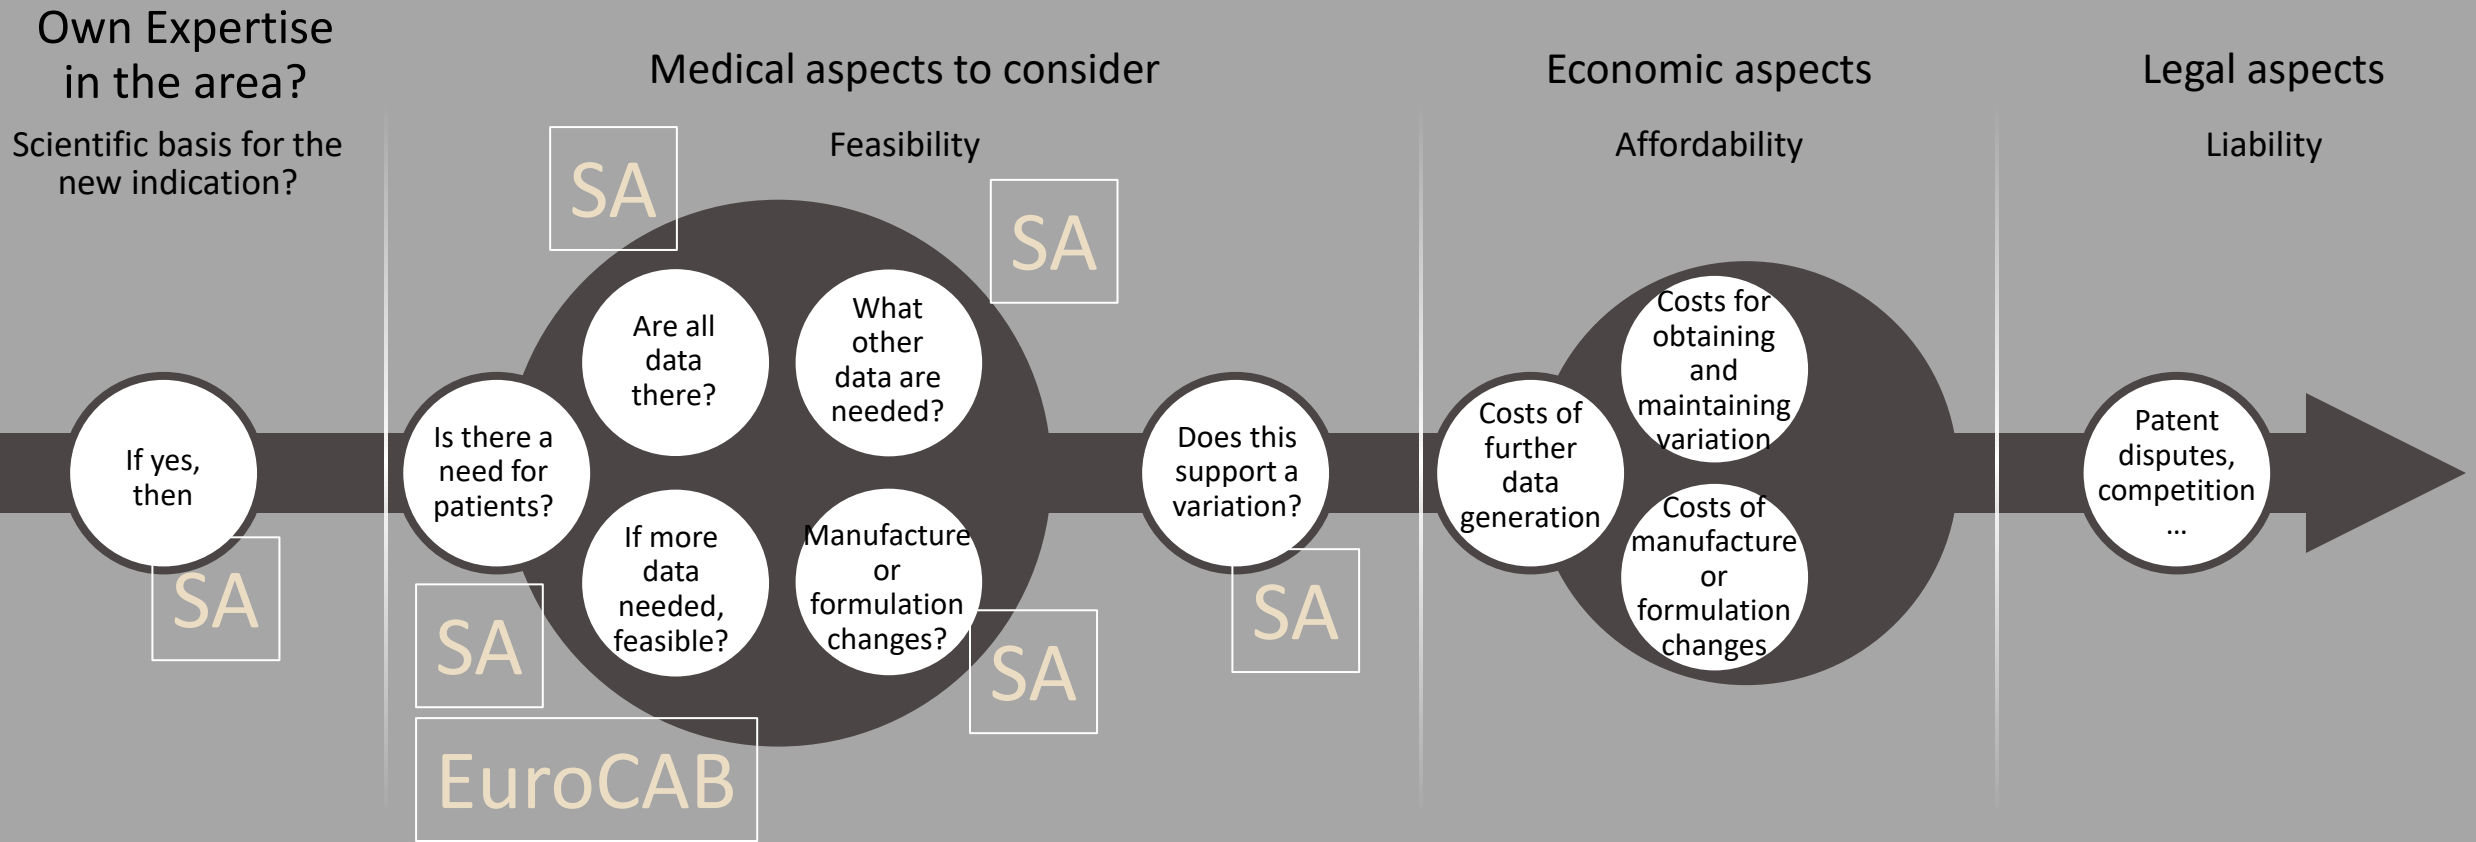 Own Expertise
in the area?
Scientific basis for the
new indication?
If yes,
then
SA
Medical aspects to consider
Feasibility
SA
SA
Is there a
need for
patients?
Are all
data
there?
What
other
data are
needed?
If more
data
needed,
feasible?
Manufacture
or
formulation
changes?
SA
SA
EuroCAB
Does this
support a
variation?
SA
Economic aspects
Affordability
Costs of
further
data
generation
Costs for
obtaining
and
maintaining
variation
Costs of
manufacture
or
formulation
changes
Legal aspects
Liability
Patent
disputes,
competition
...